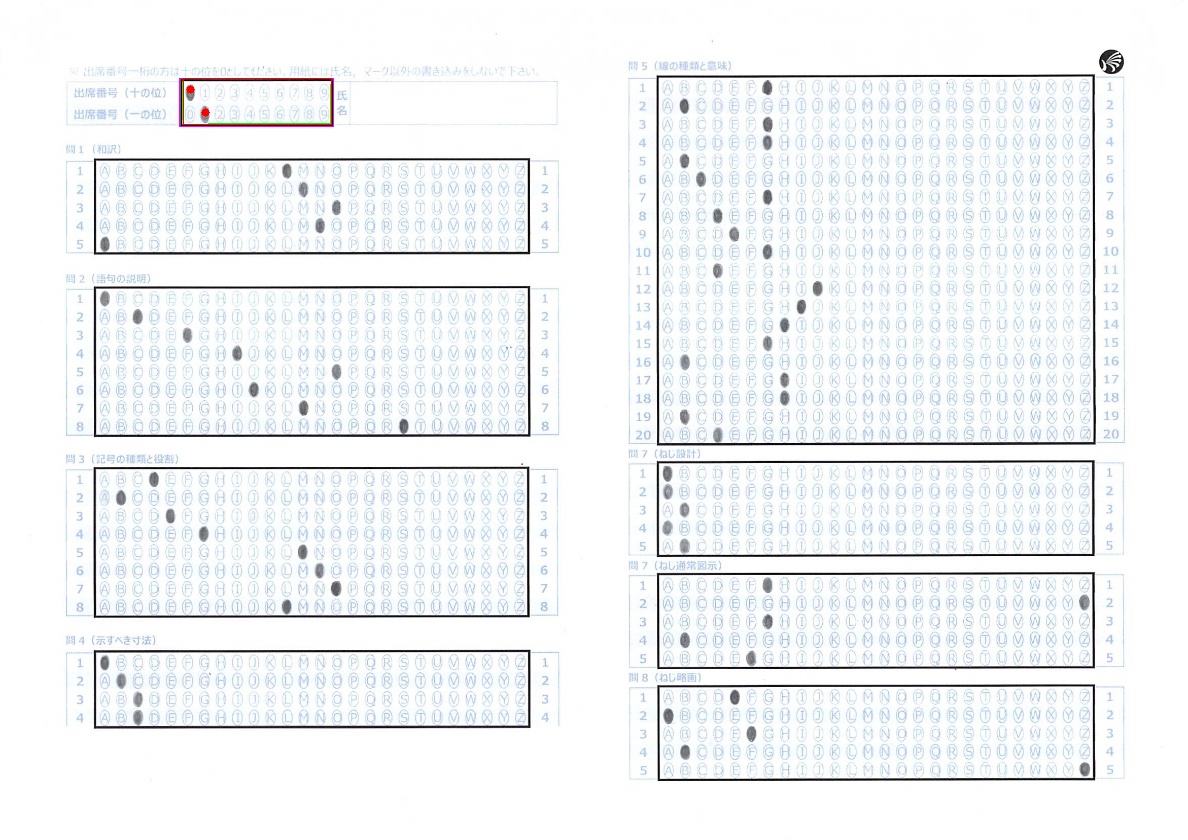 ※ 出席番号一桁の方は十の位を0としてください。用紙には氏名，マーク以外の書き込みをしないで下さい。
出席番号（十の位） 1 2 3 4 5 6 7 8 9 氏
出席番号（一の位） 0 2 3 4 5 6 7 8 9 名
問1（和訳）
1 A B C D E F G H I J K M N O P Q R S T U V W X Y Z 1
2 A B C D E F G H I J K L N O P Q R S T U V W X Y Z 2
3 A B C D E F G H I J K L M N P Q R S T U V W X Y Z 3
4 A B C D E F G H I J K L M O P Q R S T U V W X Y Z 4
5 B C D E F G H I J K L M N O P Q R S T U V W X Y Z 5
問2（語句の説明）
1 B C D E F G H I J K L M N O P Q R S T U V W X Y Z 1
2 A B D E F G H I J K L M N O P Q R S T U V W X Y Z 2
3 A B C D E G H I J K L M N O P Q R S T U V W X Y Z 3
4 A B C D E F G H J K L M N O P Q R S T U V W X Y Z 4
5 A B C D E F G H I J K L M N P Q R S T U V W X Y Z 5
6 A B C D E F G H I K L M N O P Q R S T U V W X Y Z 6
7 A B C D E F G H I J K L N O P Q R S T U V W X Y Z 7
8 A B C D E F G H I J K L M N O P Q R T U V W X Y Z 8
問3（記号の種類と役割）
1 A B C E F G H I J K L M N O P Q R S T U V W X Y Z 1
2 A C D E F G H I J K L M N O P Q R S T U V W X Y Z 2
3 A B C D F G H I J K L M N O P Q R S T U V W X Y Z 3
4 A B C D E F H I J K L M N O P Q R S T U V W X Y Z 4
5 A B C D E F G H I J K L N O P Q R S T U V W X Y Z 5
6 A B C D E F G H I J K L M O P Q R S T U V W X Y Z 6
7 A B C D E F G H I J K L M N P Q R S T U V W X Y Z 7
8 A B C D E F G H I J K M N O P Q R S T U V W X Y Z 8
問4（示すべき寸法）
1 B C D E F G H I J K L M N O P Q R S T U V W X Y Z 1
2 A C D E F G H I J K L M N O P Q R S T U V W X Y Z 2
3 A B D E F G H I J K L M N O P Q R S T U V W X Y Z 3
4 A B D E F G H I J K L M N O P Q R S T U V W X Y Z 4
問5（線の種類と意味）
1 A B C D E F H I J K L M N O P Q R S T U V W X Y Z 1
2 A C D E F G H I J K L M N O P Q R S T U V W X Y Z 2
3 A B C D E F H I J K L M N O P Q R S T U V W X Y Z 3
4 A B C D E F H I J K L M N O P Q R S T U V W X Y Z 4
5 A C D E F G H I J K L M N O P Q R S T U V W X Y Z 5
6 A B D E F G H I J K L M N O P Q R S T U V W X Y Z 6
7 A B C D E F H I J K L M N O P Q R S T U V W X Y Z 7
8 A B C E F G H I J K L M N O P Q R S T U V W X Y Z 8
9 A B C D F G H I J K L M N O P Q R S T U V W X Y Z 9
10 A B C D E F H I J K L M N O P Q R S T U V W X Y Z 10
11 A B C E F G H I J K L M N O P Q R S T U V W X Y Z 11
12 A B C D E F G H I K L M N O P Q R S T U V W X Y Z 12
13 A B C D E F G H J K L M N O P Q R S T U V W X Y Z 13
14 A B C D E F G I J K L M N O P Q R S T U V W X Y Z 14
15 A B C D E F H I J K L M N O P Q R S T U V W X Y Z 15
16 A C D E F G H I J K L M N O P Q R S T U V W X Y Z 16
17 A B C D E F G I J K L M N O P Q R S T U V W X Y Z 17
18 A B C D E F G I J K L M N O P Q R S T U V W X Y Z 18
19 A C D E F G H I J K L M N O P Q R S T U V W X Y Z 19
20 A B C E F G H I J K L M N O P Q R S T U V W X Y Z 20
問7（ねじ設計）
1 B C D E F G H I J K L M N O P Q R S T U V W X Y Z 1
2 B C D E F G H I J K L M N O P Q R S T U V W X Y Z 2
3 A C D E F G H I J K L M N O P Q R S T U V W X Y Z 3
4 B C D E F G H I J K L M N O P Q R S T U V W X Y Z 4
5 A C D E F G H I J K L M N O P Q R S T U V W X Y Z 5
問7（ねじ通常図示）
1 A B C D E F H I J K L M N O P Q R S T U V W X Y Z 1
2 A B C D E F G H I J K L M N O P Q R S T U V W X Y 2
3 A B C D E F H I J K L M N O P Q R S T U V W X Y Z 3
4 A C D E F G H I J K L M N O P Q R S T U V W X Y Z 4
5 A B C D E G H I J K L M N O P Q R S T U V W X Y Z 5
問8（ねじ略画）
1 A B C D F G H I J K L M N O P Q R S T U V W X Y Z 1
2 B C D E F G H I J K L M N O P Q R S T U V W X Y Z 2
3 A B C D E G H I J K L M N O P Q R S T U V W X Y Z 3
4 A C D E F G H I J K L M N O P Q R S T U V W X Y Z 4
5 A B C D E F G H I J K L M N O P Q R S T U V W X Y 5